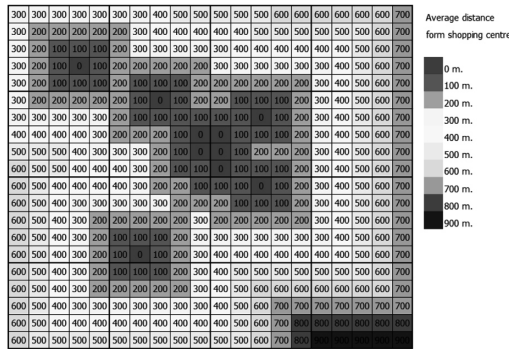 300 300 300 300 300 300 300 400 500 500 500 500 500 600 600 600 600 600 600 700
300 200 200 200 200 200 300 400 400 400 400 400 500 500 500 500 500 500 600 700
300 200 100 100 100 200 300 300 300 300 300 400 400 400 400 400 400 500 600 700
300 200 100 0 100 200 200 200 200 200 300 300 300 300 300 300 400 500 600 700
300 200 100 100 100 200 100 100 100 200 200 200 200 200 200 300 400 500 600 700
300 200 200 200 200 200 100 0 100 200 200 100 100 100 200 300 400 500 600 700
300 300 300 300 300 200 100 100 100 100 100 100 0 100 200 300 400 500 600 700
400 400 400 400 300 200 200 200 100 0 0 100 100 100 200 300 400 500 600 700
500 500 500 400 300 300 300 200 100 0 0 100 200 200 200 300 400 500 600 700
600 500 500 400 400 400 300 200 100 0 0 100 100 100 200 300 400 500 600 700
600 500 400 400 400 400 300 200 200 100 100 100 0 100 200 300 400 500 600 700
600 500 400 300 300 300 300 300 200 200 200 100 100 100 200 300 400 500 600 700
600 500 400 300 200 200 200 200 200 300 200 200 200 200 200 300 400 500 600 700
600 500 400 300 200 100 100 100 200 300 300 300 300 300 300 300 400 500 600 700
600 500 400 300 200 100 0 100 200 300 400 400 400 400 400 400 400 500 600 700
600 500 400 300 200 100 100 100 200 300 400 500 500 500 500 500 500 500 600 700
600 500 400 300 200 200 200 200 200 300 400 500 600 600 600 600 600 600 600 700
600 500 400 300 300 300 300 300 300 300 400 500 600 700 700 700 700 700 700 700
600 500 400 400 400 400 400 400 400 400 400 500 600 700 800 800 800 800 800 800
600 500 500 500 500 500 500 500 500 500 500 500 600 700 800 900 900 900 900 900
Average distance
form shopping centre
0 m.
100 m.
200 m.
300 m.
400 m.
500 m.
600 m.
700 m.
800 m.
900 m.